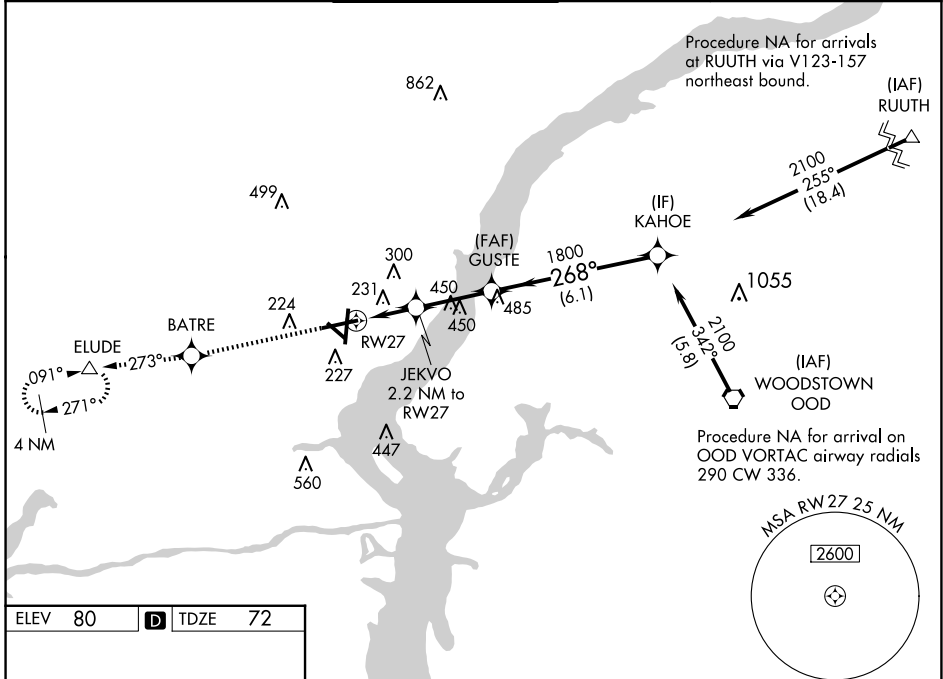 Procedure NA for arrivals
at RUUTH via V123-157
northeast bound.
(IAF)
RUUTH
862
2100
255°
(18.4)
499
(IF)
KAHOE
(FAF)
GUSTE
1800
268°
(6.1)
300
231
450
450
485
1055
224
BATRE
RW27
ELUDE
273°
091°
271°
4 NM
227
JEKVO
2.2 NM to
RW27
2100
342°
(5.8)
(IAF)
WOODSTOWN
OOD
447
560
Procedure NA for arrival on
OOD VORTAC airway radials
290 CW 336.
MSA RW27 25 NM
2600
ELEV 80 D TDZE 72